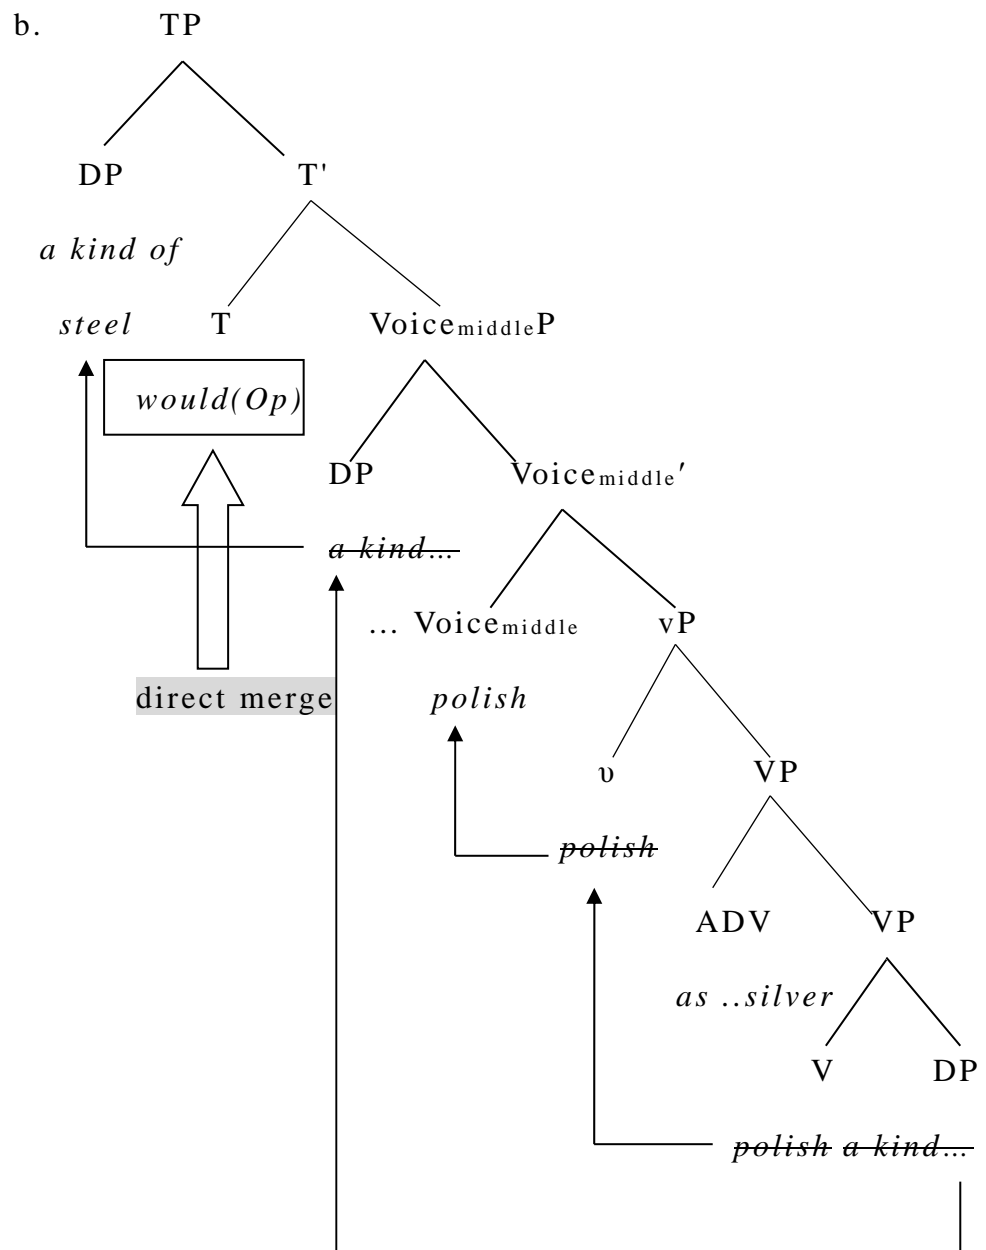 b. TP
DP T'
a kind of
steel T VoicemiddleP
would(Op)
DP Voicemiddle′
a kind…
… Voicemiddle vP
direct merge polish
υ VP
polish
ADV VP
as ..silver
V DP
polish a kind…